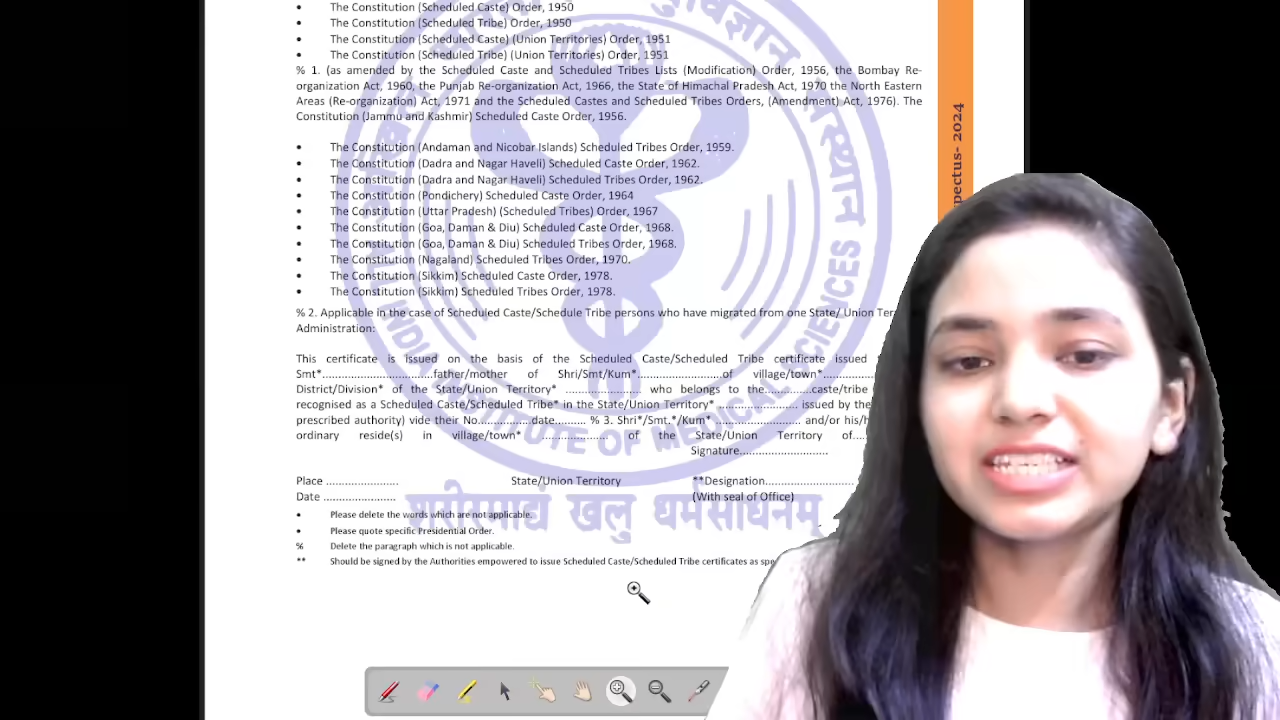 The Constitution (Scheduled Caste) Order, 1950
• The Constitution (Scheduled Tribe) Order, 1950
• The Constitution (Scheduled Caste) (Union Territories) Order, 1951
• The Constitution (Scheduled Tribe) (Union Territories) Order, 1951
% 1. (as amended by the Scheduled Caste and Scheduled Tribes Lists (Modification) Order, 1956, the Bombay Re-
organization Act, 1960, the Punjab Re-organization Act, 1966, the State of Himachal Pradesh Act, 1970 the North Eastern
Areas (Re-organization) Act, 1971 and the Scheduled Castes and Scheduled Tribes Orders, (Amendment) Act, 1976). The
Constitution (Jammu and Kashmir) Scheduled Caste Order, 1956.
• The Constitution (Andaman and Nicobar Islands) Scheduled Tribes Order, 1959.
• The Constitution (Dadra and Nagar Haveli) Scheduled Caste Order, 1962.
• The Constitution (Dadra and Nagar Haveli) Scheduled Tribes Order, 1962.
• The Constitution (Pondichery) Scheduled Caste Order, 1964
• The Constitution (Uttar Pradesh) (Scheduled Tribes) Order, 1967
• The Constitution (Goa, Daman & Diu) Scheduled Caste Order, 1968.
• The Constitution (Goa, Daman & Diu) Scheduled Tribes Order, 1968.
• The Constitution (Nagaland) Scheduled Tribes Order, 1970.
• The Constitution (Sikkim) Scheduled Caste Order, 1978.
• The Constitution (Sikkim) Scheduled Tribes Order, 1978.
% 2. Applicable in the case of Scheduled Caste/Schedule Tribe persons who have migrated from one State/ Union
Administration:
This certificate is issued on the basis of the Scheduled Caste/Scheduled Tribe certificate issued
Smt*..............................father/mother of Shri/Smt/Kum*.......................of village/town*..............
District/Division* of the State/Union Territory* ..................... who belongs to the.............caste/tribe
recognised as a Scheduled Caste/Scheduled Tribe* in the State/Union Territory* ...................... issued by the
prescribed authority) vide their No..............date.......... % 3. Shri*/Smt.*/Kum* ....................... and/or
ordinary reside(s) in village/town* .................. of the State/Union Territory of....
Signature.........................
Place ..................... State/Union Territory **Designation.........................
Date ..................... (With seal of Office)
• Please delete the words which are not applicable.
• Please quote specific Presidential Order.
% Delete the paragraph which is not applicable.
** Should be signed by the Authorities empowered to issue Scheduled Caste/Scheduled Tribe certificates as
2024
INSTITUTE OF MEDICAL SCIENCES
शरीरमाद्यं खलु धर्मसाधनम्